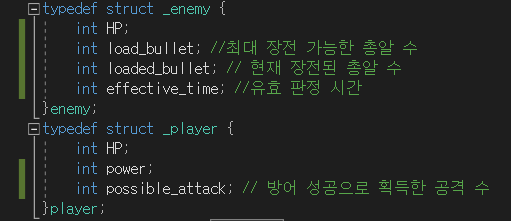 typedef struct _enemy {
int HP;
int load_bullet; //최대 장전 가능한 총알 수
int loaded_bullet; // 현재 장전된 총알 수
int effective_time; //유효 판정 시간
}enemy;
typedef struct _player {
int HP;
int power;
int possible_attack; // 방어 성공으로 획득한 공격 수
}player;